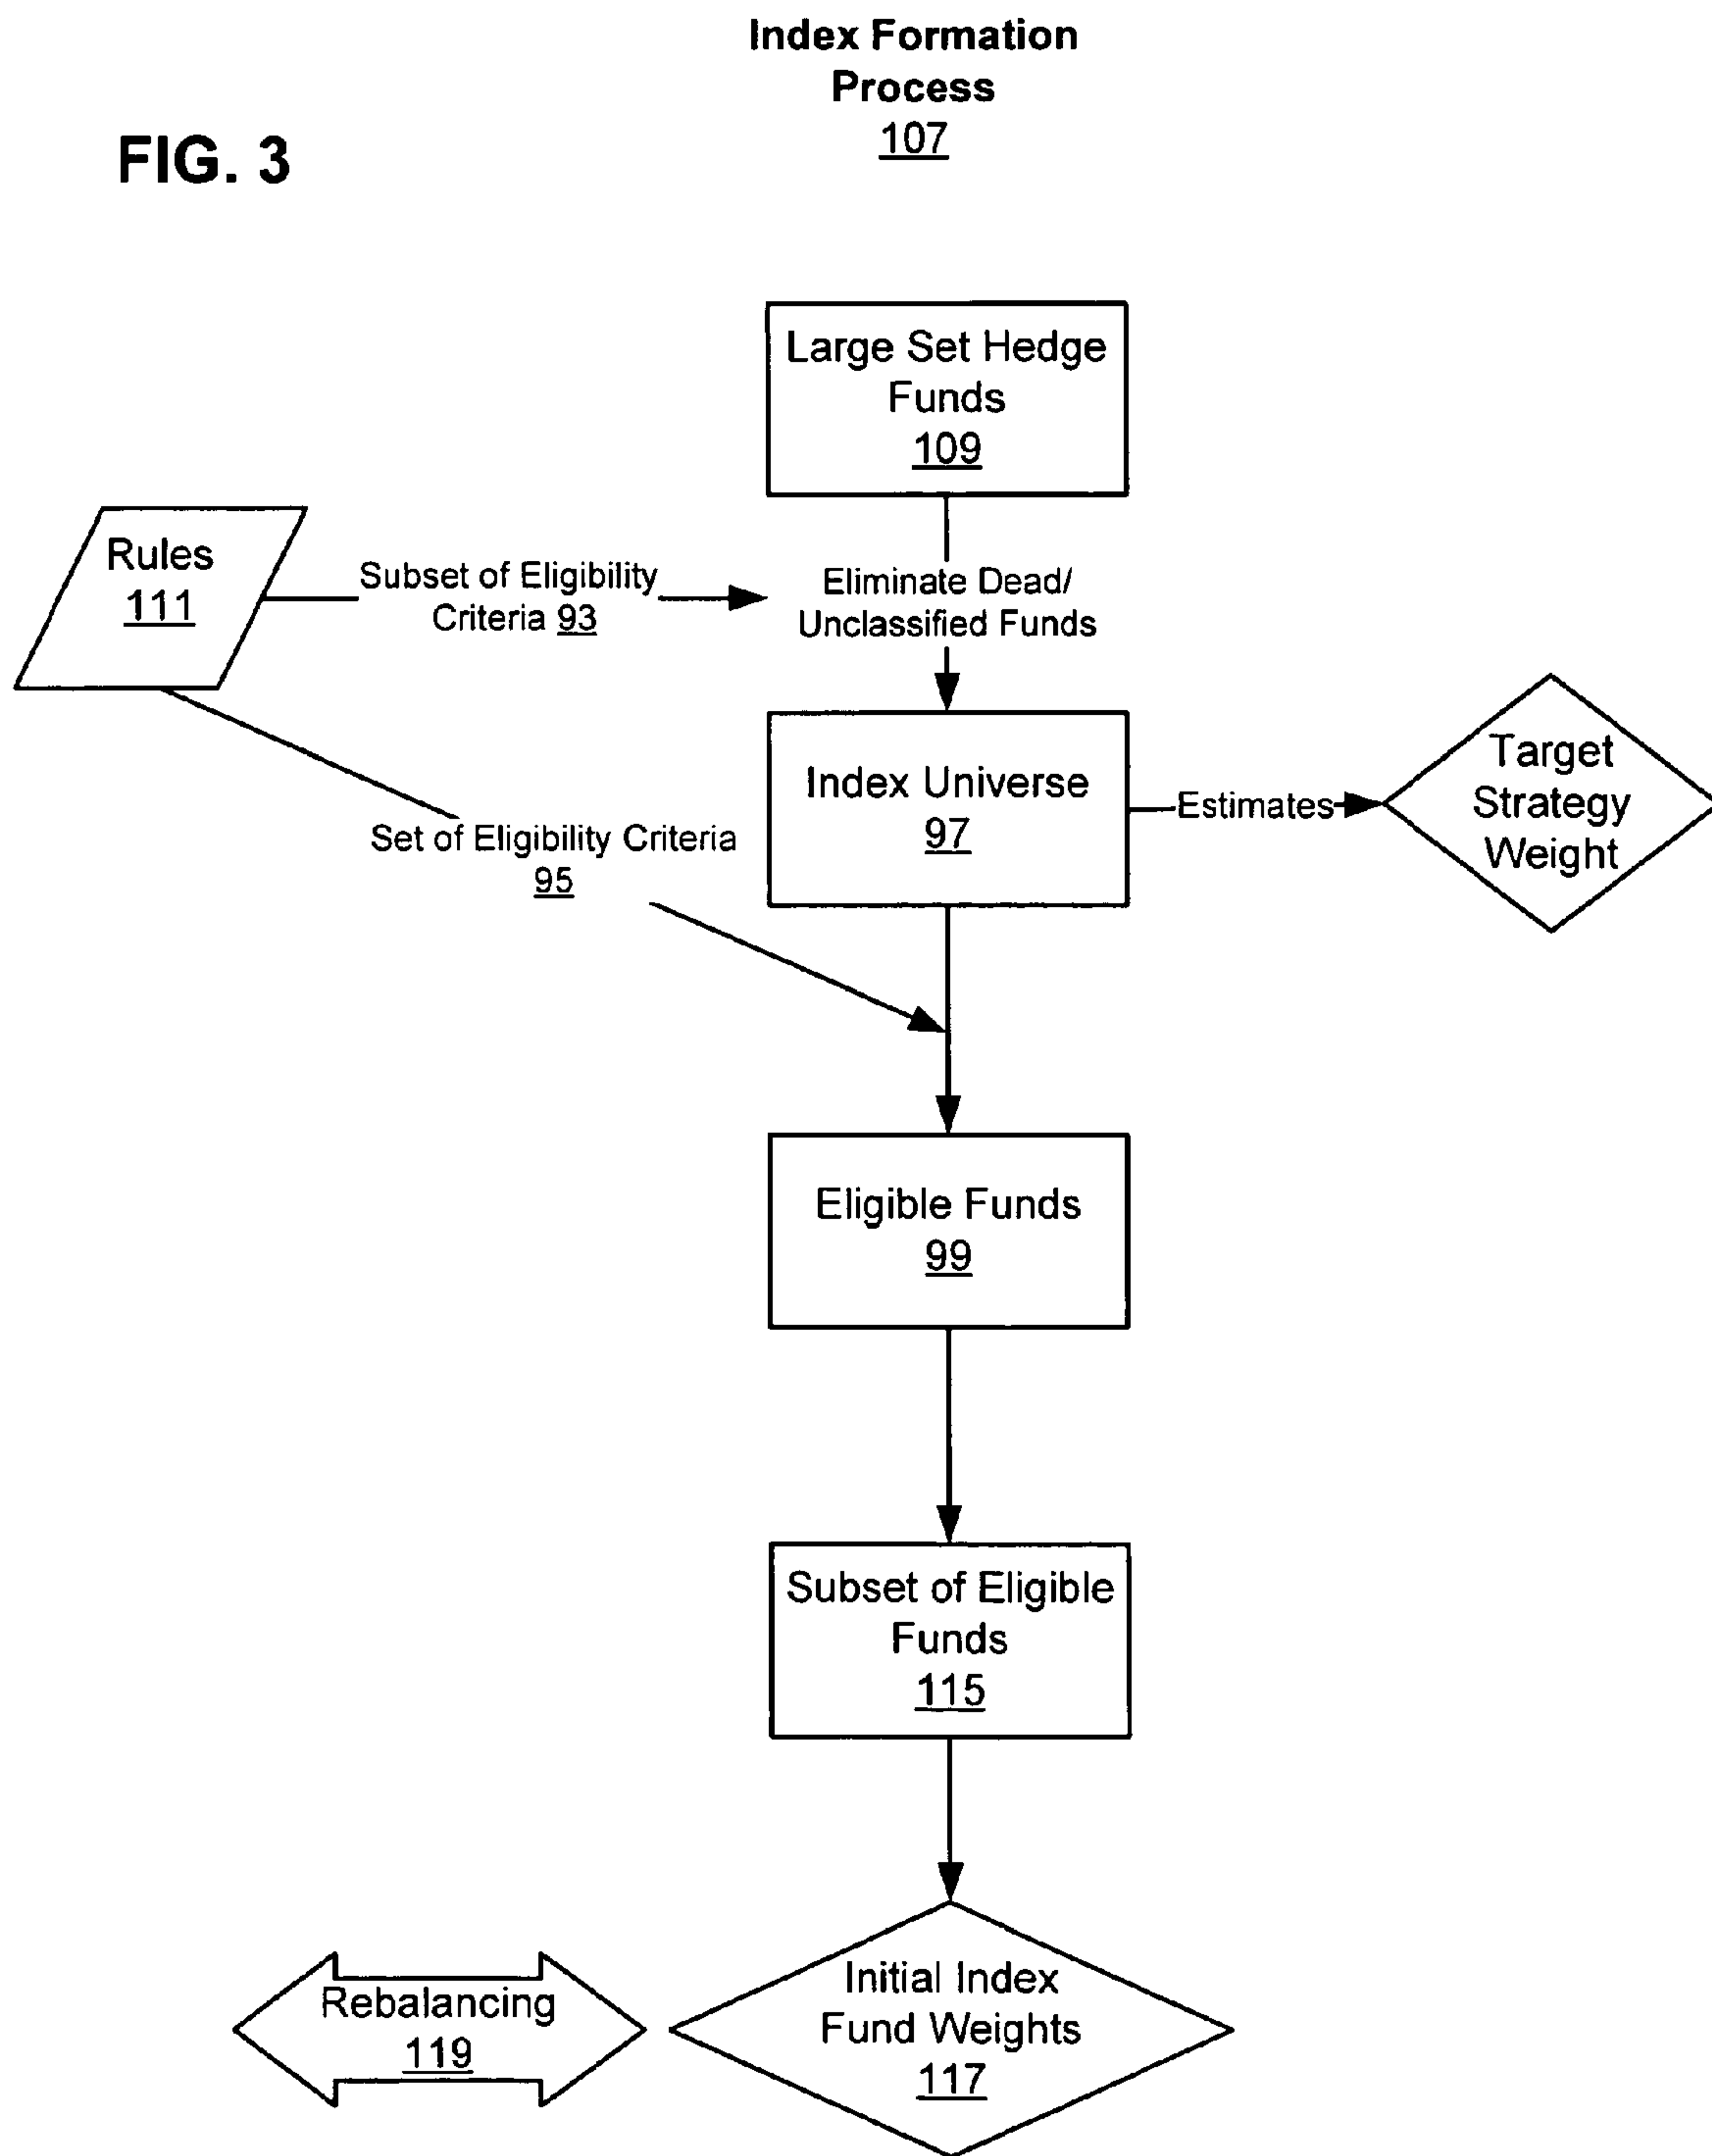 Index Formation
Process
107
FIG. 3
Large Set Hedge
Funds
109
Rules
111
Subset of Eligibility
Criteria 93
Eliminate Dead/
Unclassified Funds
Index Universe
97
Estimates
Target
Strategy
Weight
Set of Eligibility Criteria
95
Eligible Funds
99
Subset of Eligible
Funds
115
Initial Index
Fund Weights
117
Rebalancing
119